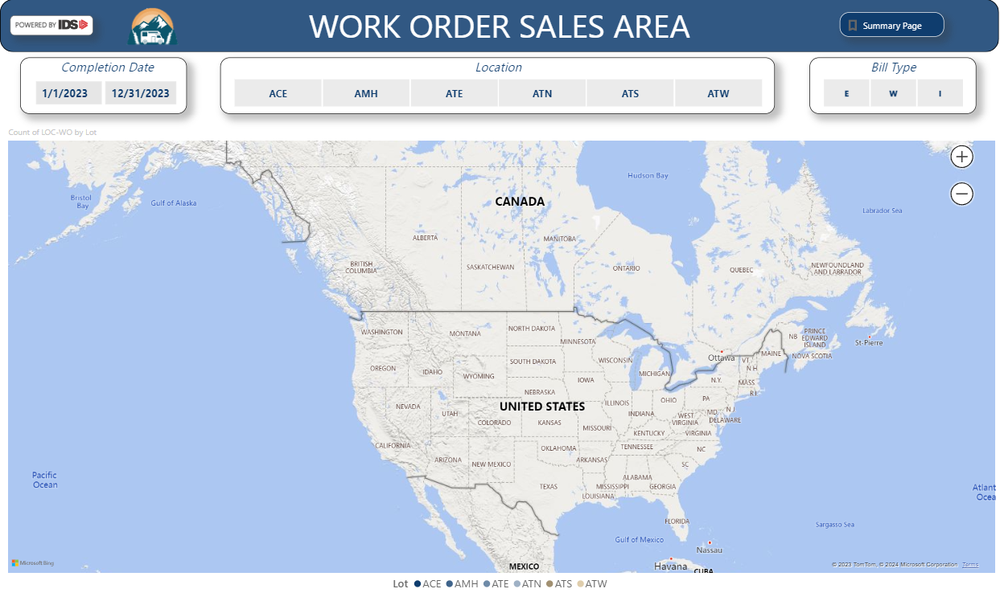 POWERED BY IDS
WORK ORDER SALES AREA
Summary Page
Completion Date
1/1/2023 12/31/2023
Location
ACE AMH ATE ATN ATS ATW
Bill Type
E W I
Count of LOC-WO by Lot
Hudson Bay
Bristol
Bay
Gulf of Alaska
CANADA
Labrador Sea
ALBERTA
MANITOBA
BRITISH
COLUMBIA
SASKATCHEWAN
ONTARIO
QUEBEC
NEWFOUNDLAND
AND LABRADOR
WASHINGTON
MONTANA
NORTH DAKOTA
MINNESOTA
NB
PRINCE
EDWARD
ISLAND
St-Pierre
OREGON
IDAHO
WYOMING
SOUTH DAKOTA
WISCONSIN
MICHIGAN
Ottawa
VT
N H
MAINE
NOVA SCOTIA
IOWA
N.Y.
MASS
R I
NEBRASKA
NEVADA
UTAH
UNITED STATES
ILLINOIS
OHIO
PA
N J
COLORADO
KANSAS
MISSOURI
INDIANA
WEST
VIRGINIA
MD
DELAWARE
KENTUCKY
VIRGINIA
CALIFORNIA
OKLAHOMA
TENNESSEE
NC
ARIZONA
NEW MEXICO
ARKANSAS
SC
Pacific
Ocean
TEXAS
MISSISSIPPI
ALABAMA
GEORGIA
LOUISIANA
Atlant
Ocea
FLORIDA
Sargasso Sea
Gulf of Mexico
Nassau
Microsoft Bing
MEXICO
Havana
CUBA
© 2023 TomTom, © 2024 Microsoft Corporation Terms
Lot ACE AMH ATE ATN ATS ATW